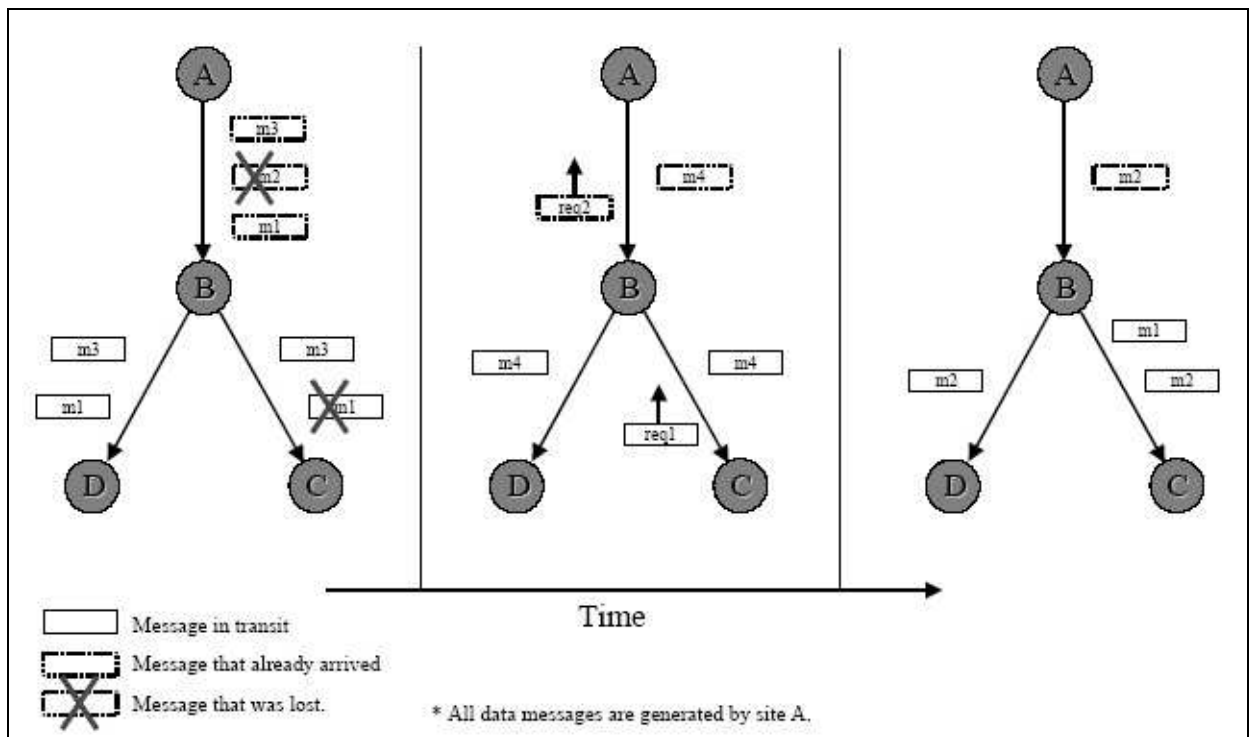 A
A
A
m3
m2
m1
m4
req2
m2
B
B
B
m3
m3
m1
m1
m4
m4
req1
m1
m2
m2
D
C
D
C
D
C
Time
Message in transit
Message that already arrived
Message that was lost.
* All data messages are generated by site A.